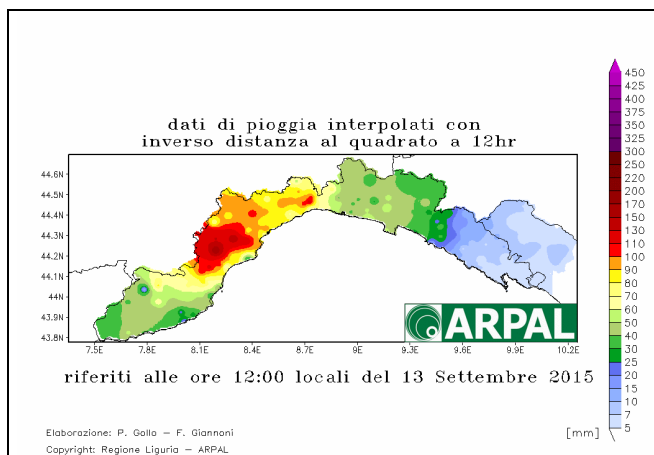 dati di pioggia interpolati con
inverso distanza al quadrato a 12hr
44.6N
44.5N
44.4N
44.3N
44.2N
44.1N
44N
43.9N
43.8N
7.5E 7.8E 8.1E 8.4E 8.7E 9E 9.3E 9.6E 9.9E 10.2E
ARPAL
450
425
400
375
350
325
300
250
200
170
150
130
110
100
90
80
70
60
50
40
30
25
20
15
10
7
5
[mm]
riferiti alle ore 12:00 locali del 13 Settembre 2015
Elaborazione: P. Gollo – F. Giannoni
Copyright: Regione Liguria – ARPAL